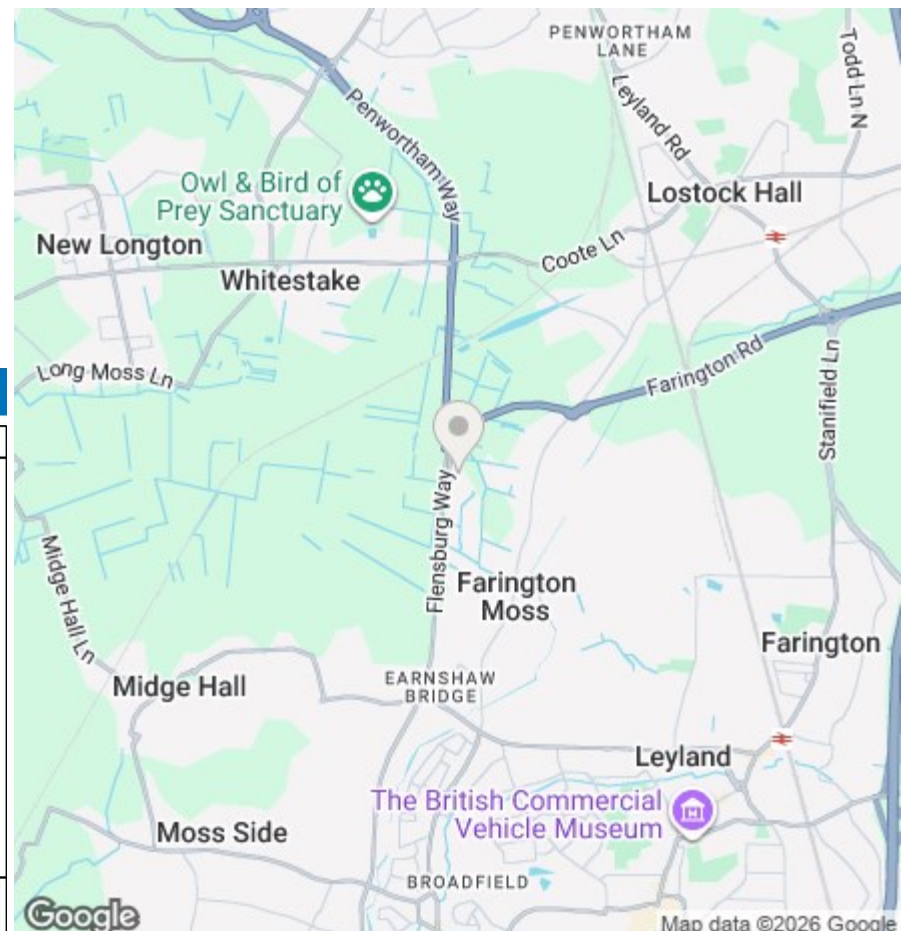 PENWORTHAM
LANE
Todd Ln N
Leyland Rd
Penwortham Way
Owl & Bird of
Prey Sanctuary
Lostock Hall
New Longton
Coote Ln
Whitestake
Farington Rd
Long Moss Ln
Stanifield Ln
Flensburg Way
Midge Hall Ln
Farington
Moss
Farington
Midge Hall
EARNSHAW
BRIDGE
Leyland
The British Commercial
Vehicle Museum
Moss Side
BROADFIELD
Google
Map data ©2026 Google